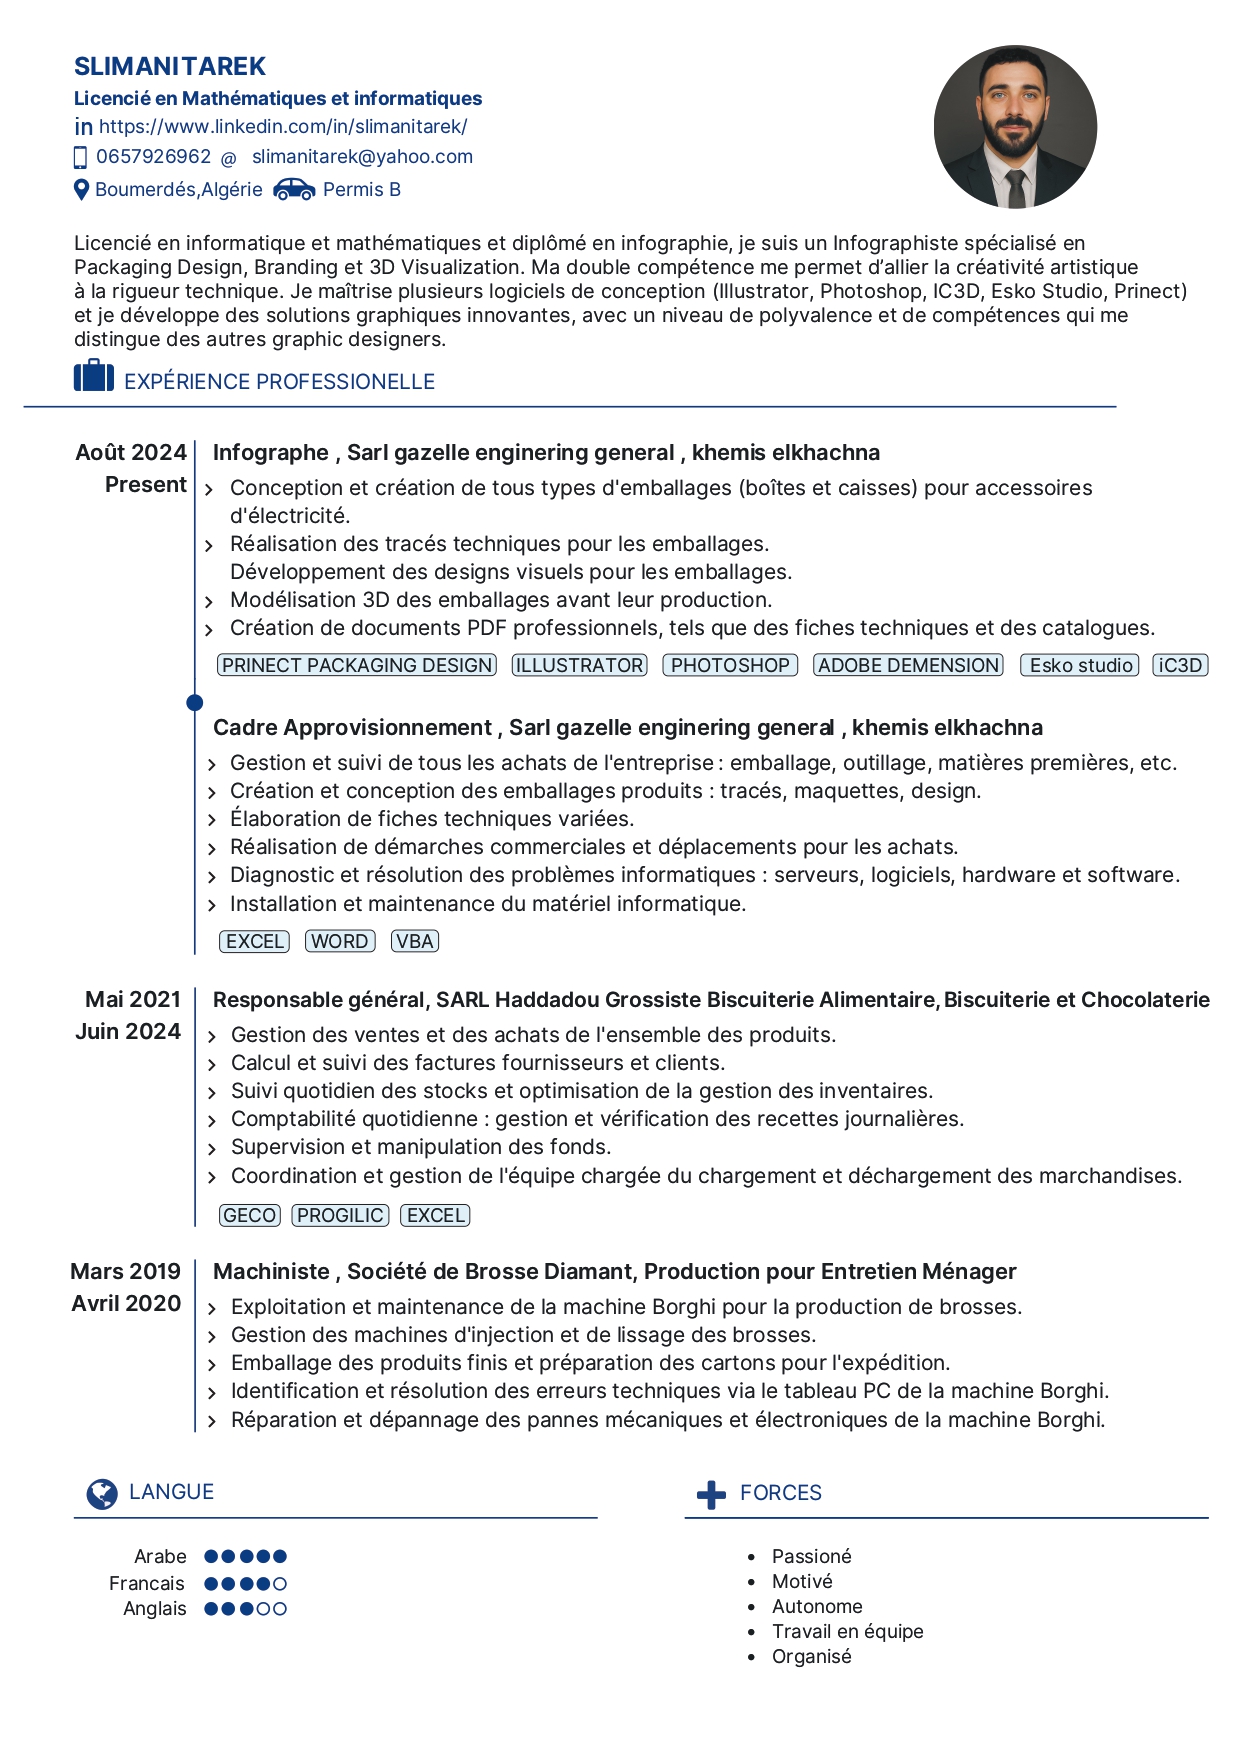 SLIMANI TAREK
Licencié en Mathématiques et informatiques
in https://www.linkedin.com/in/slimanitarek/
0657926962 @ slimanitarek@yahoo.com
Boumerdés,Algérie Permis B
Licencié en informatique et mathématiques et diplômé en infographie, je suis un Infographiste spécialisé en
Packaging Design, Branding et 3D Visualization. Ma double compétence me permet d’allier la créativité artistique
à la rigueur technique. Je maîtrise plusieurs logiciels de conception (Illustrator, Photoshop, IC3D, Esko Studio, Prinect)
et je développe des solutions graphiques innovantes, avec un niveau de polyvalence et de compétences qui me
distingue des autres graphic designers.
EXPÉRIENCE PROFESSIONELLE
Août 2024
Present
Infographe , Sarl gazelle enginering general , khemis elkhachna
Conception et création de tous types d'emballages (boîtes et caisses) pour accessoires
d'électricité.
Réalisation des tracés techniques pour les emballages.
Développement des designs visuels pour les emballages.
Modélisation 3D des emballages avant leur production.
Création de documents PDF professionnels, tels que des fiches techniques et des catalogues.
PRINECT PACKAGING DESIGN ILLUSTRATOR PHOTOSHOP ADOBE DEMENSION Esko studio iC3D
Cadre Approvisionnement , Sarl gazelle enginering general , khemis elkhachna
Gestion et suivi de tous les achats de l'entreprise : emballage, outillage, matières premières, etc.
Création et conception des emballages produits : tracés, maquettes, design.
Élaboration de fiches techniques variées.
Réalisation de démarches commerciales et déplacements pour les achats.
Diagnostic et résolution des problèmes informatiques : serveurs, logiciels, hardware et software.
Installation et maintenance du matériel informatique.
EXCEL WORD VBA
Mai 2021
Juin 2024
Responsable général, SARL Haddadou Grossiste Biscuiterie Alimentaire, Biscuiterie et Chocolaterie
Gestion des ventes et des achats de l'ensemble des produits.
Calcul et suivi des factures fournisseurs et clients.
Suivi quotidien des stocks et optimisation de la gestion des inventaires.
Comptabilité quotidienne : gestion et vérification des recettes journalières.
Supervision et manipulation des fonds.
Coordination et gestion de l'équipe chargée du chargement et déchargement des marchandises.
GECO PROGILIC EXCEL
Mars 2019
Avril 2020
Machiniste , Société de Brosse Diamant, Production pour Entretien Ménager
Exploitation et maintenance de la machine Borghi pour la production de brosses.
Gestion des machines d'injection et de lissage des brosses.
Emballage des produits finis et préparation des cartons pour l'expédition.
Identification et résolution des erreurs techniques via le tableau PC de la machine Borghi.
Réparation et dépannage des pannes mécaniques et électroniques de la machine Borghi.
LANGUE
Arabe
Francais
Anglais
FORCES
• Passioné
• Motivé
• Autonome
• Travail en équipe
• Organisé